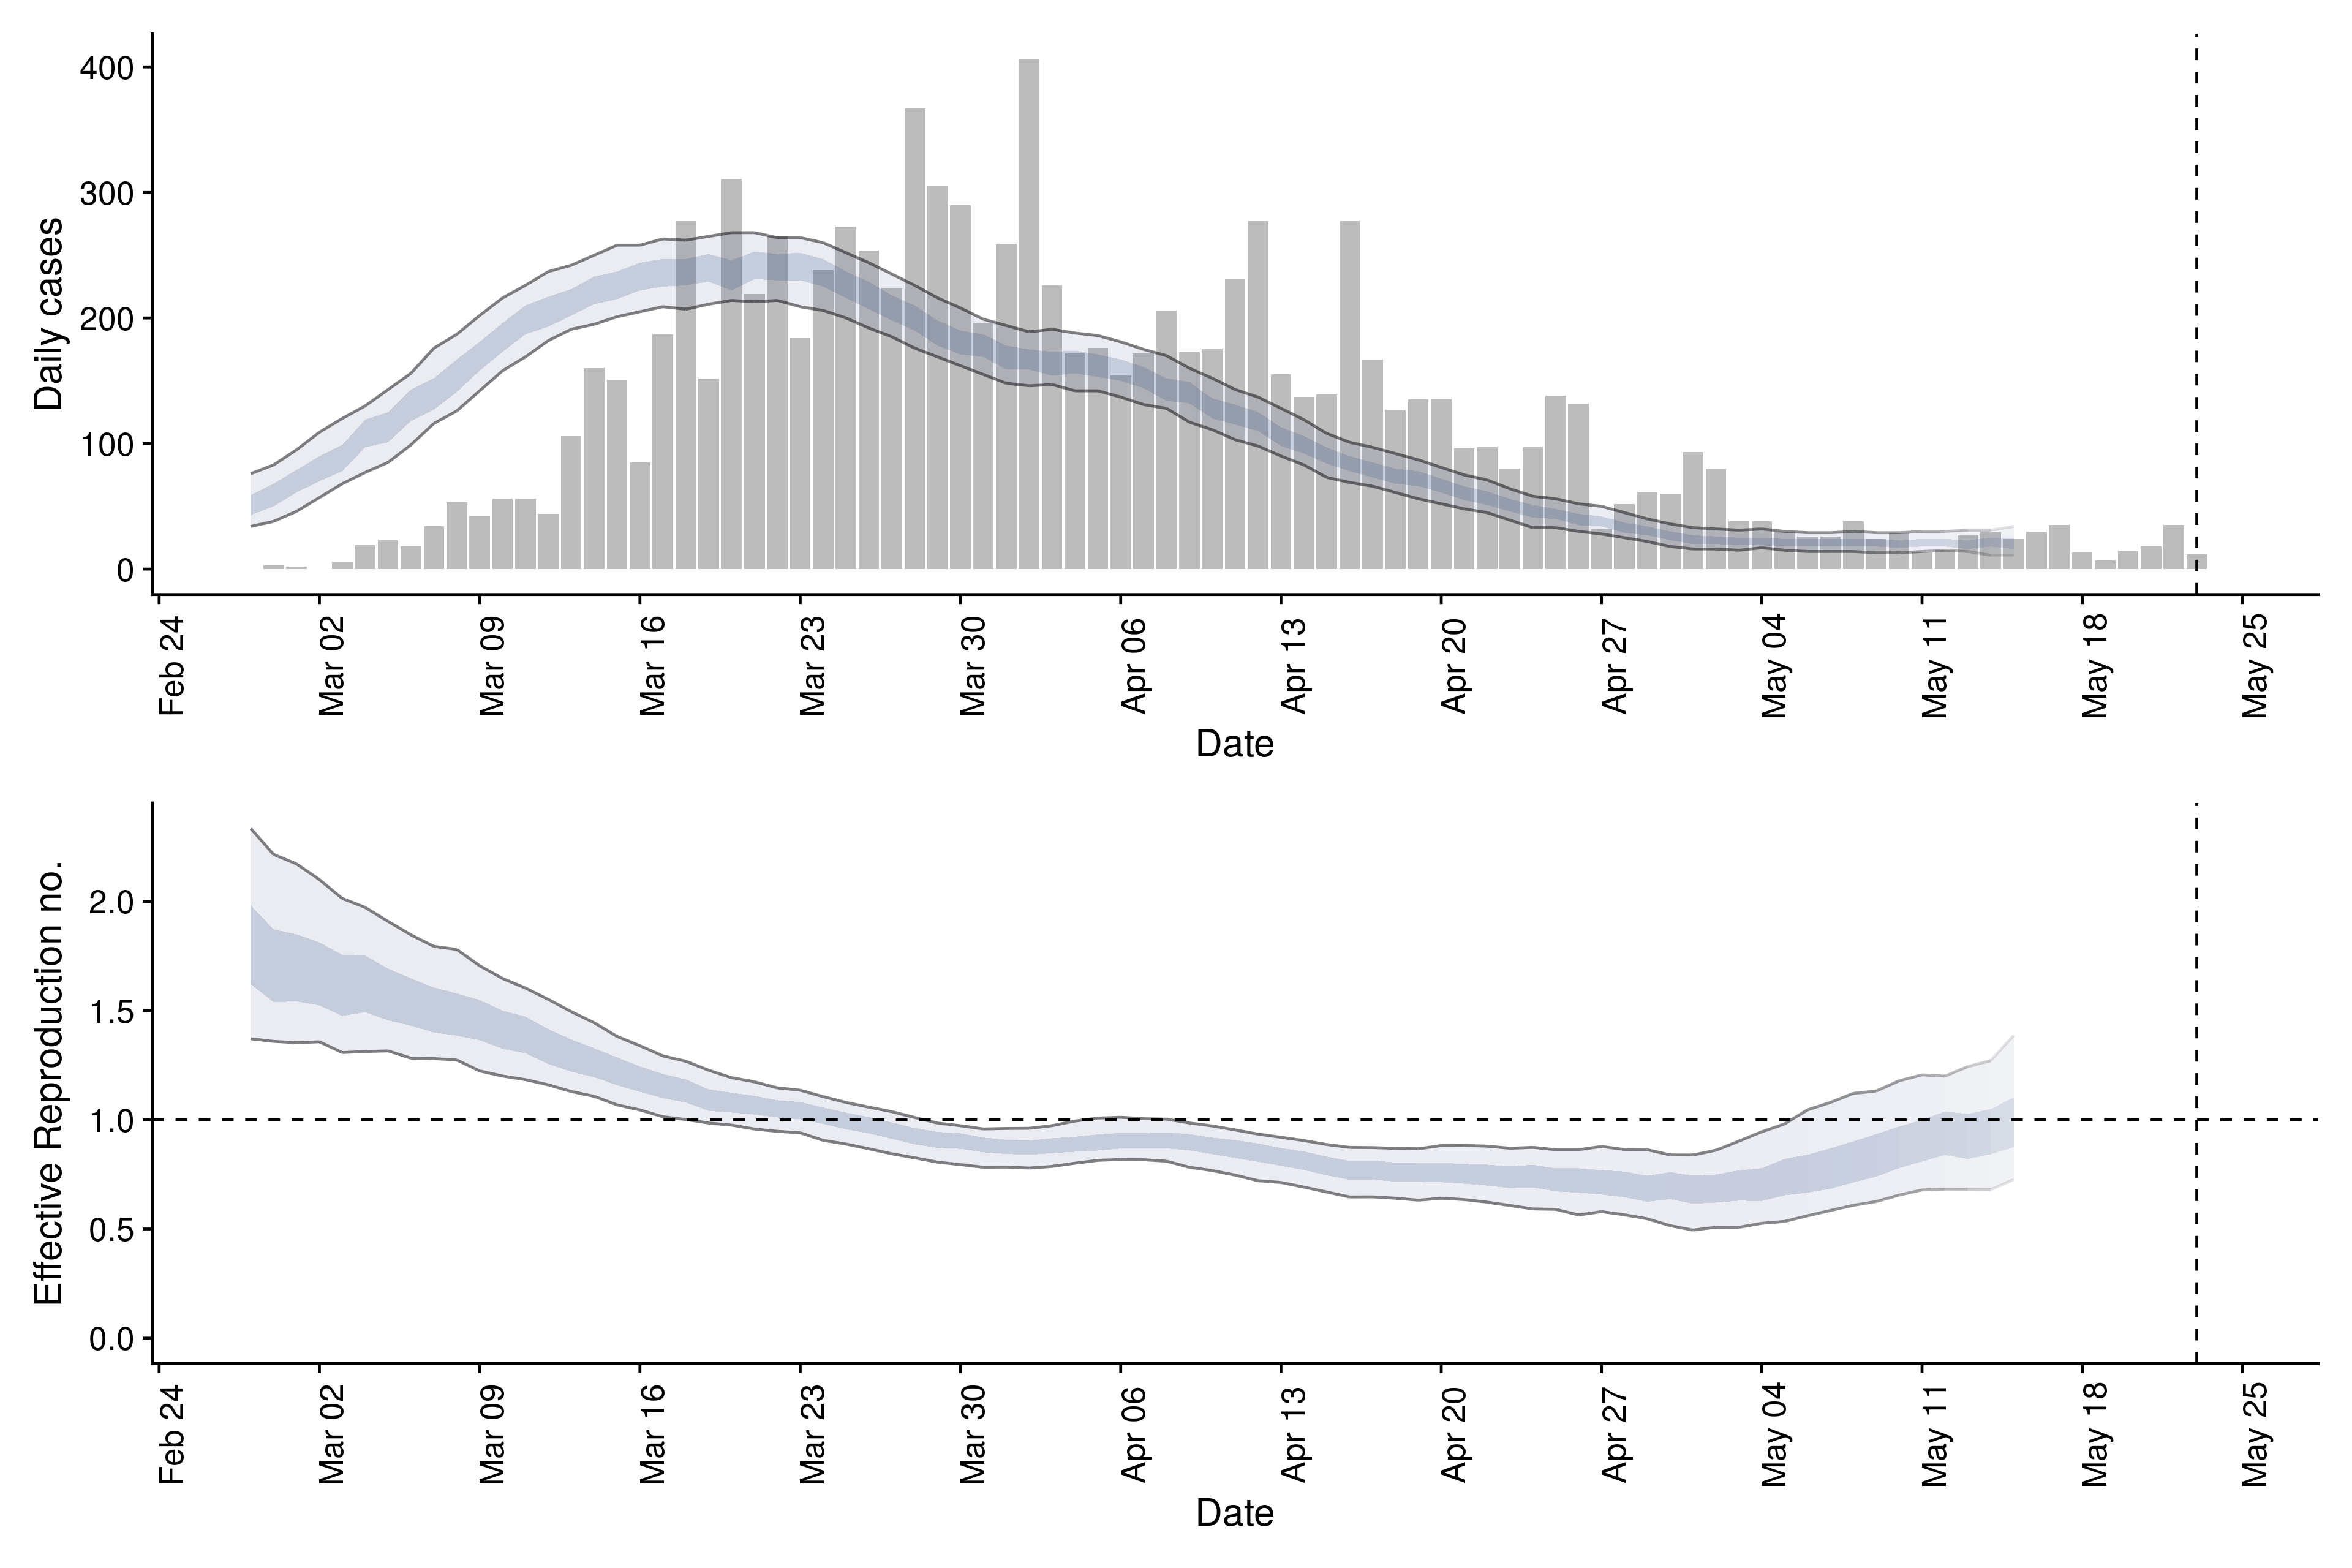 Daily cases
400
300
200
100
0
Feb 24
Mar 02
Mar 09
Mar 16
Mar 23
Mar 30
Apr 06
Apr 13
Apr 20
Apr 27
May 04
May 11
May 18
May 25
Date
Effective Reproduction no.
2.0
1.5
1.0
0.5
0.0
Feb 24
Mar 02
Mar 09
Mar 16
Mar 23
Mar 30
Apr 06
Apr 13
Apr 20
Apr 27
May 04
May 11
May 18
May 25
Date